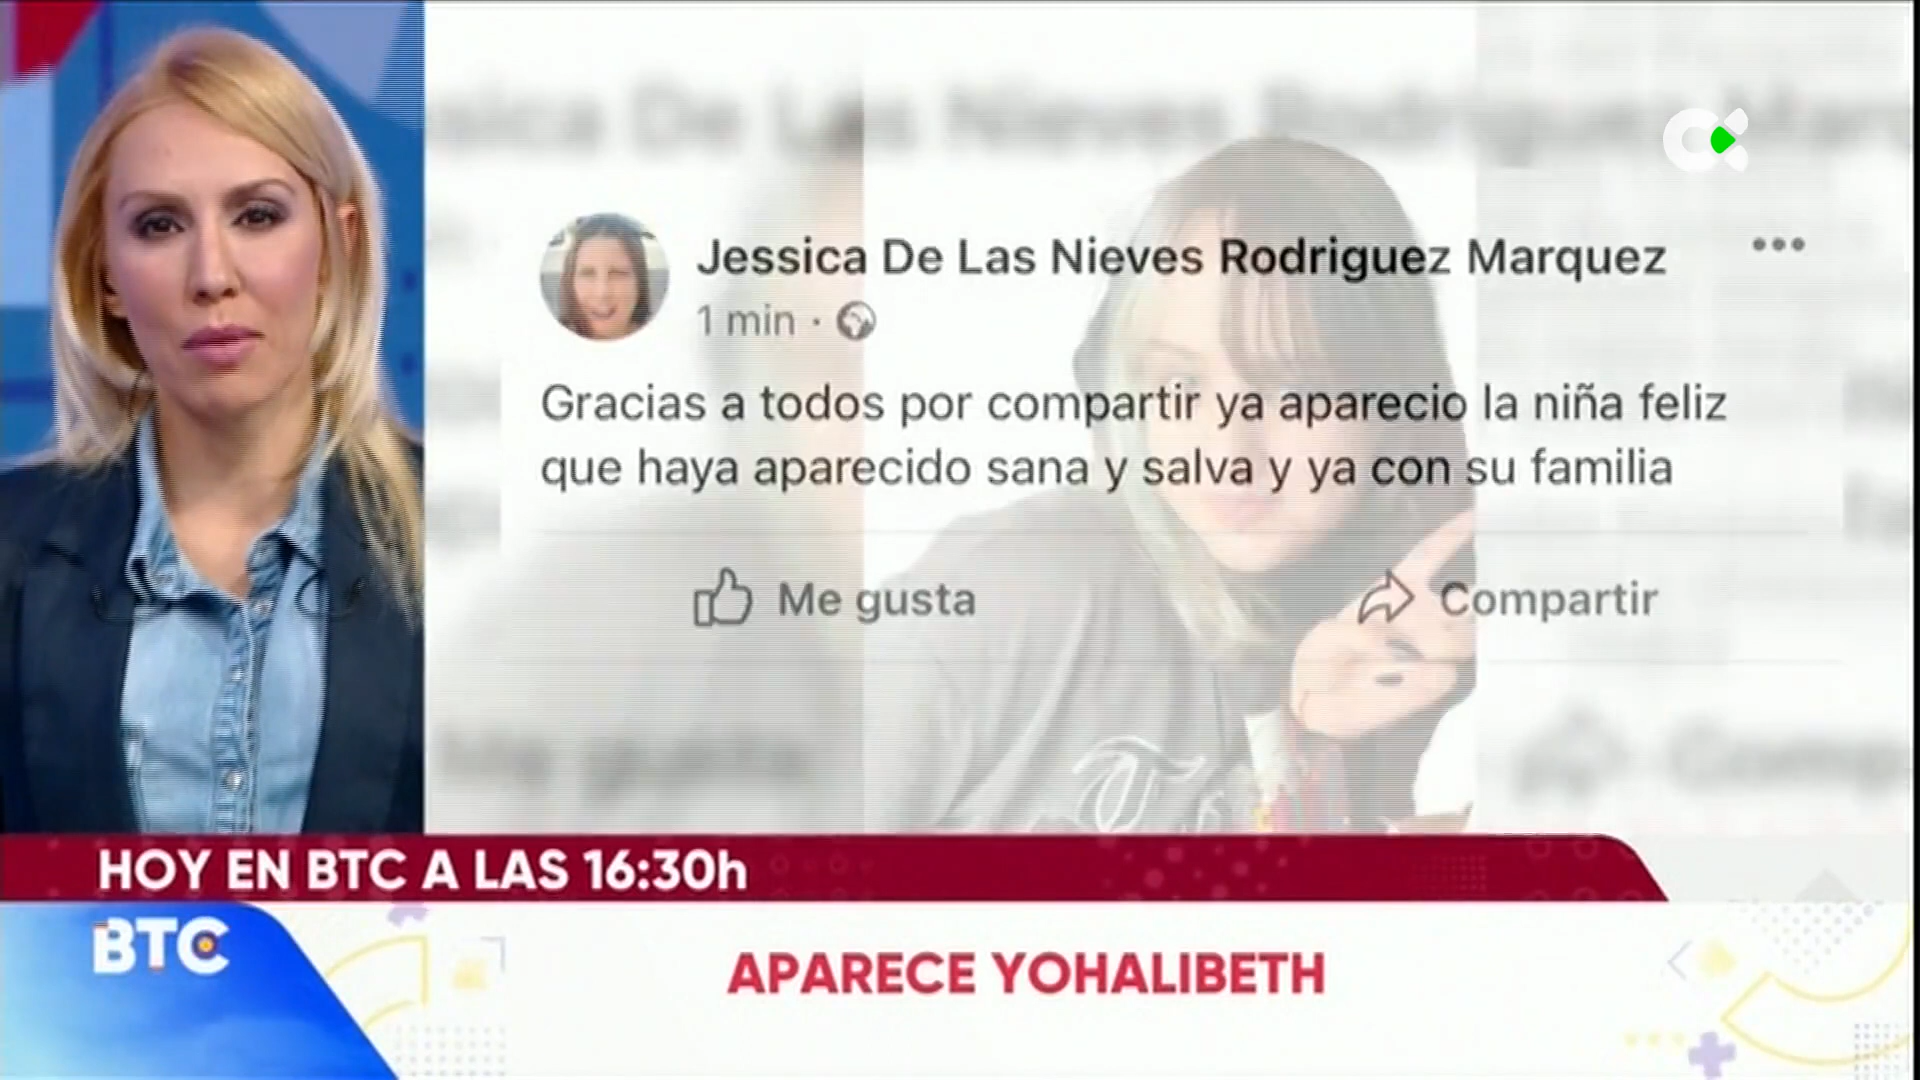 Jessica De Las Nieves Rodriguez Marquez
1 min ·
Gracias a todos por compartir ya aparecio la niña feliz
que haya aparecido sana y salva y ya con su familia
Me gusta
Compartir
HOY EN BTC A LAS 16:30h
BTC
APARECE YOHALIBETH